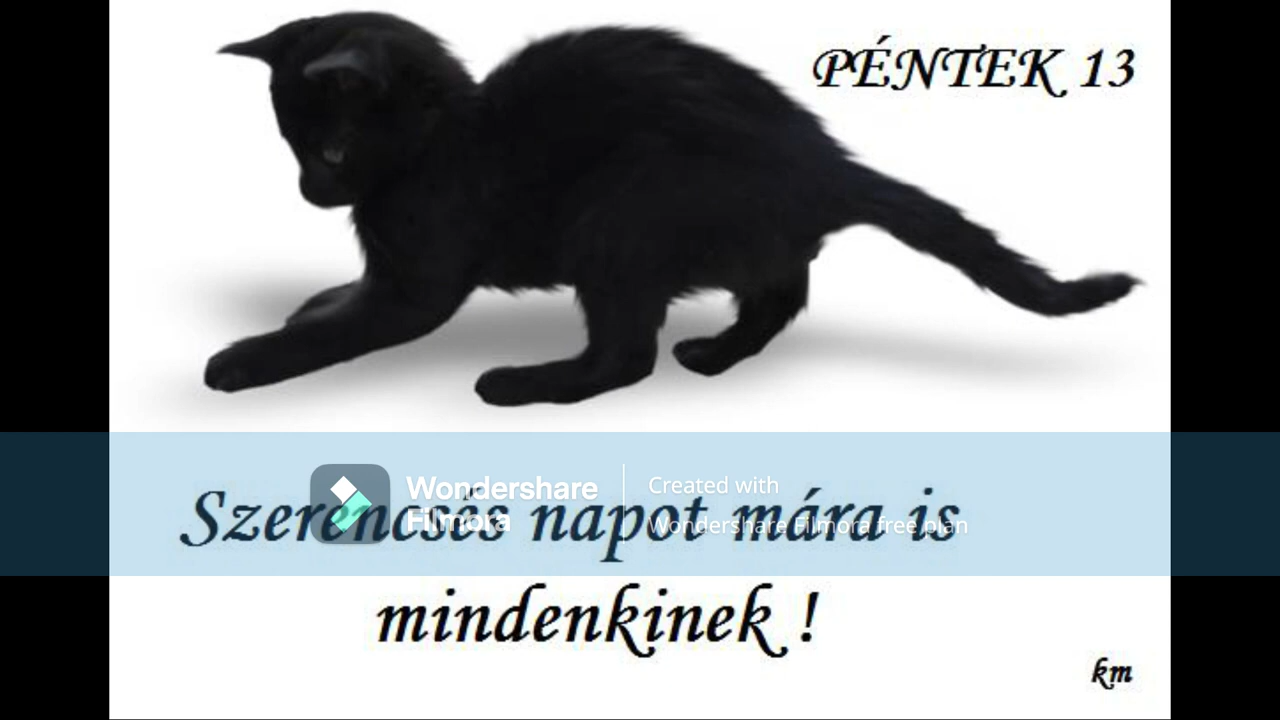 PÉNTEK 13
Wondershare
Filmora
Created with
Wondershare Filmora free plan
Szerencsés napot mára is
mindenkinek !
km